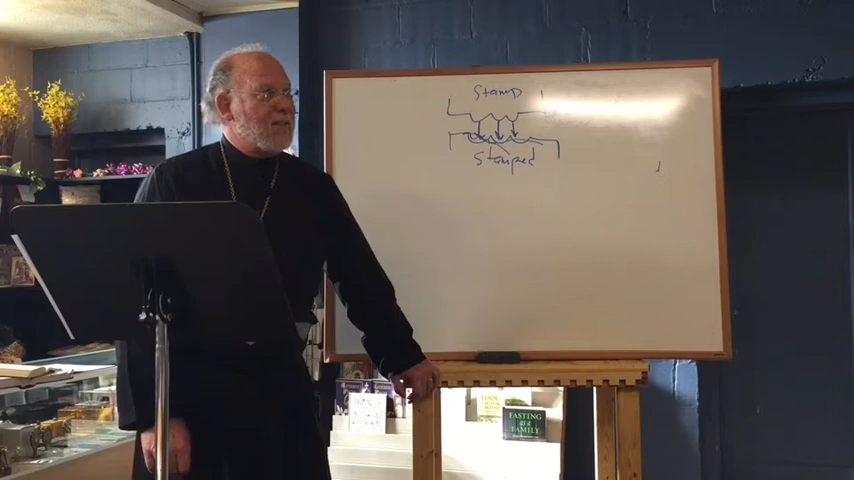 Stamp
Stamped
FASTING
as a
FAMILY